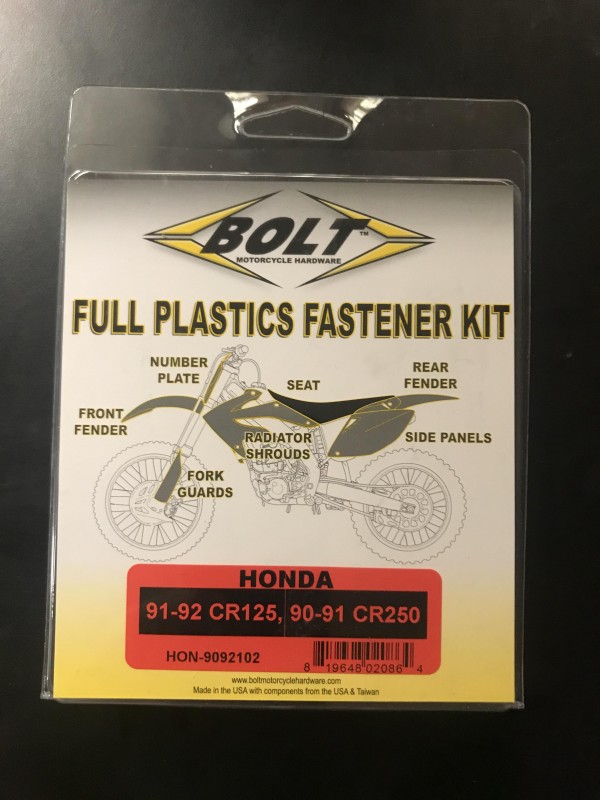 BOLT™
MOTORCYCLE HARDWARE
FULL PLASTICS FASTENER KIT
NUMBER
PLATE
SEAT
REAR
FENDER
FRONT
FENDER
RADIATOR
SHROUDS
SIDE PANELS
FORK
GUARDS
HONDA
91-92 CR125, 90-91 CR250
HON-9092102
8 19648 02086 4
www.boltmotorcyclehardware.com
Made in the USA with components from the USA & Taiwan